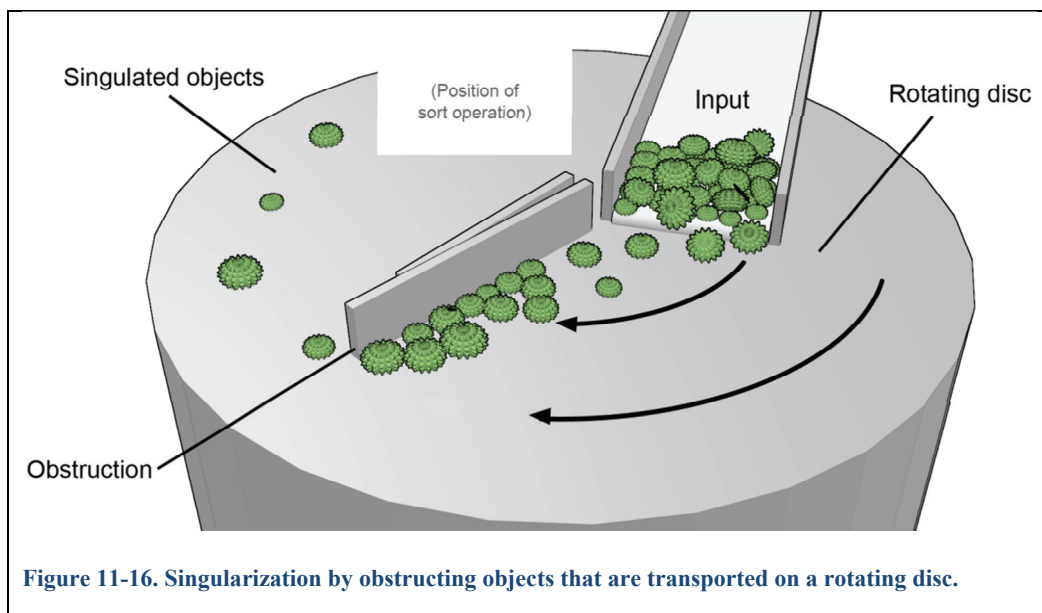 Singulated objects
(Position of
sort operation)
Input
Rotating disc
Obstruction
Figure 11-16. Singularization by obstructing objects that are transported on a rotating disc.